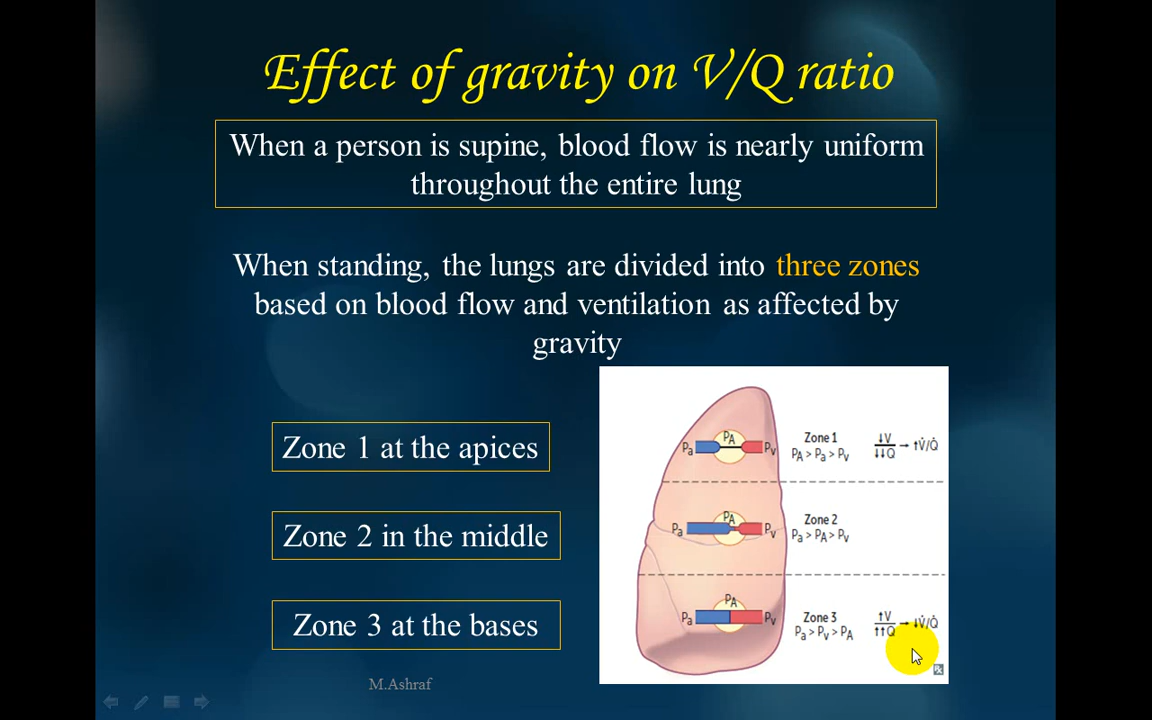 Effect of gravity on V/Q ratio
When a person is supine, blood flow is nearly uniform
throughout the entire lung
When standing, the lungs are divided into three zones
based on blood flow and ventilation as affected by
gravity
Zone 1 at the apices
Zone 2 in the middle
Zone 3 at the bases
PA
Pa Pv
Zone 1
PA > Pa > Pv
↓V̇
↓↓Q̇ → ↑V̇/Q̇
PA
Pa Pv
Zone 2
Pa > PA > Pv
PA
Pa Pv
Zone 3
Pa > Pv > PA
↑V̇
↑↑Q̇ → ↓V̇/Q̇
M.Ashraf